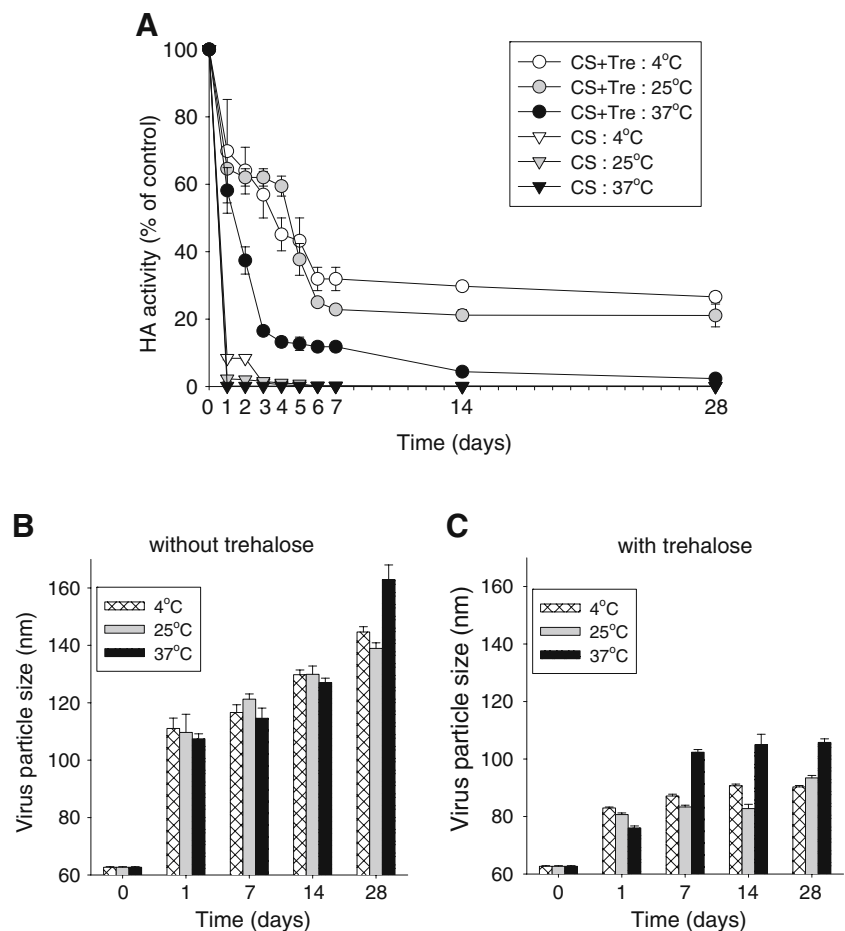 A
HA activity (% of control)
100
80
60
40
20
0
CS+Tre : 4°C
CS+Tre : 25°C
CS+Tre : 37°C
CS : 4°C
CS : 25°C
CS : 37°C
0 1 2 3 4 5 6 7 14 28
Time (days)
B
without trehalose
Virus particle size (nm)
160
140
120
100
80
60
4°C
25°C
37°C
0 1 7 14 28
Time (days)
C
with trehalose
Virus particle size (nm)
160
140
120
100
80
60
4°C
25°C
37°C
0 1 7 14 28
Time (days)